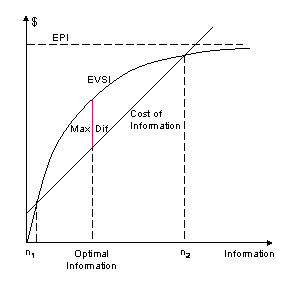 $
EPI
EVSI
Cost of
Information
Max Dif
n1
Optimal
Information
n2
Information